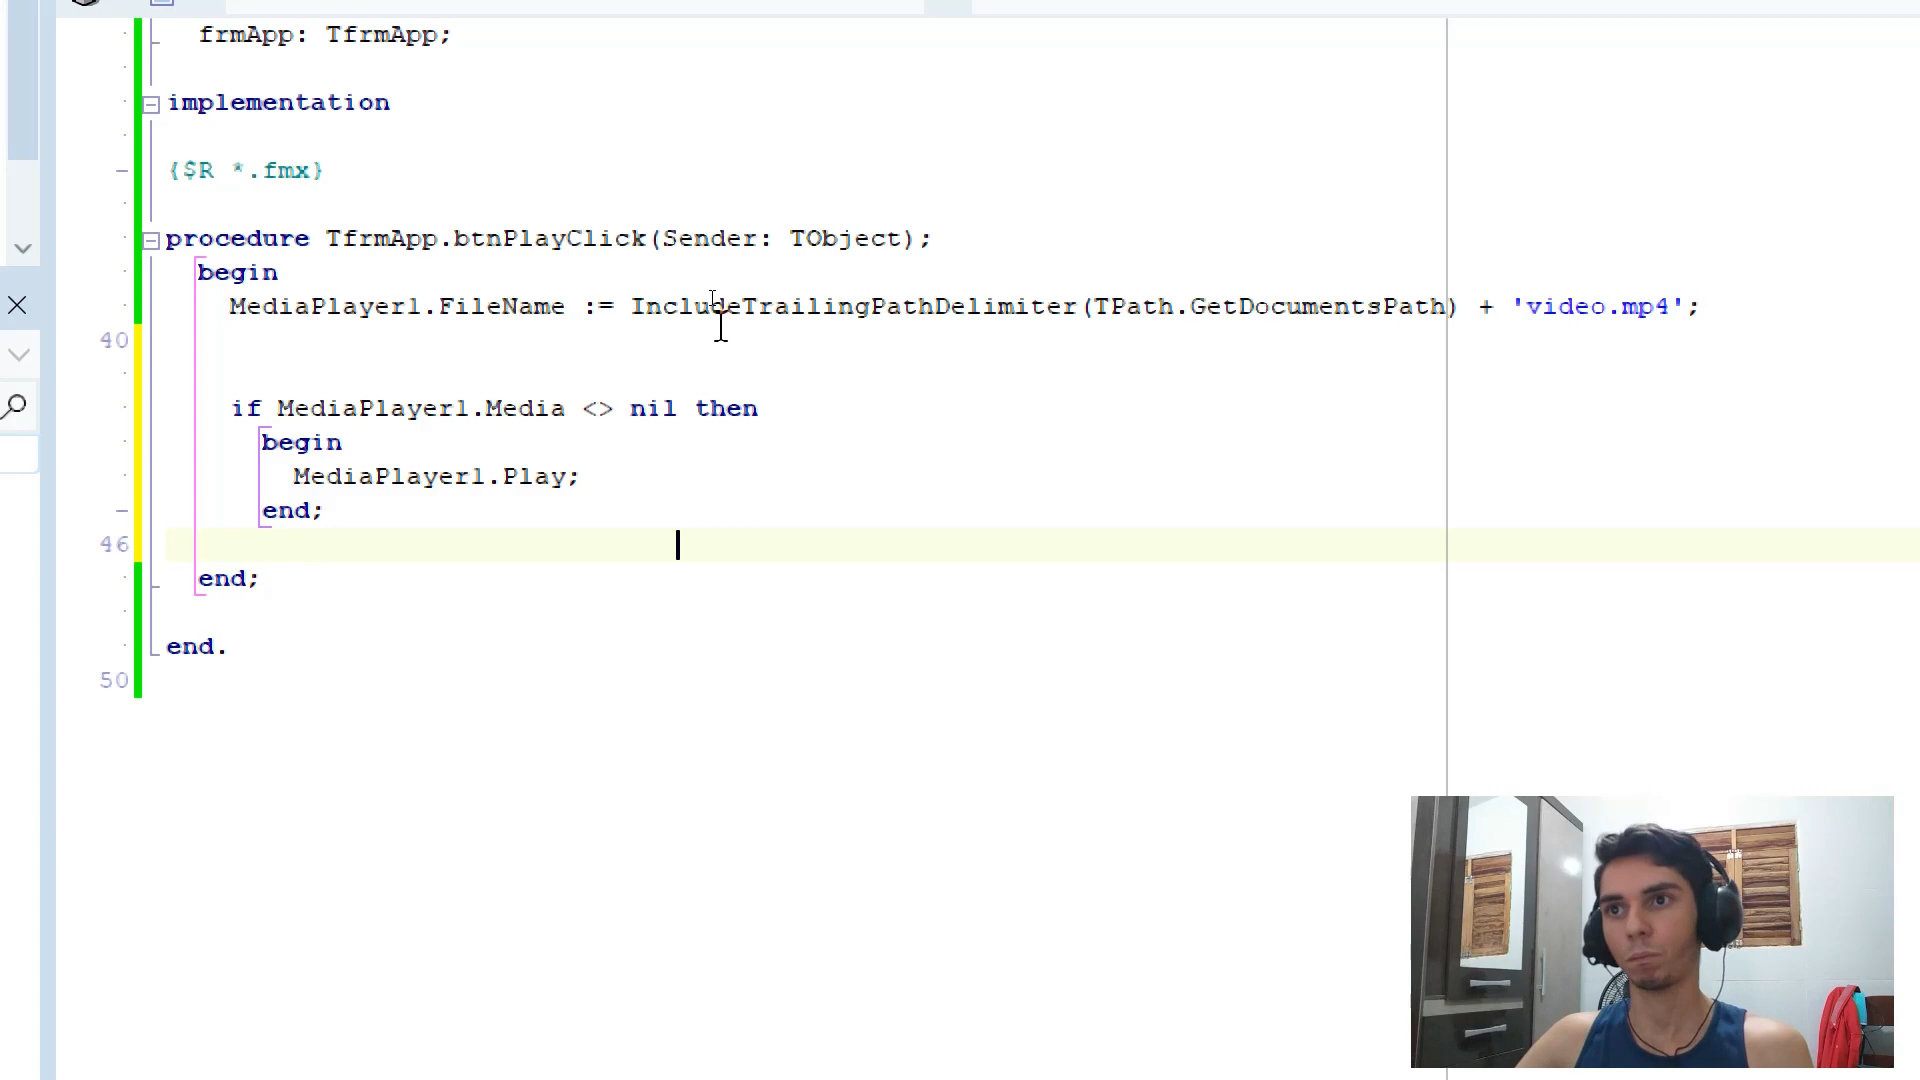 frmApp: TfrmApp;
implementation
{$R *.fmx}
procedure TfrmApp.btnPlayClick(Sender: TObject);
begin
MediaPlayer1.FileName := IncludeTrailingPathDelimiter(TPath.GetDocumentsPath) + 'video.mp4';
40
if MediaPlayer1.Media <> nil then
begin
MediaPlayer1.Play;
end;
46
end;
end.
50